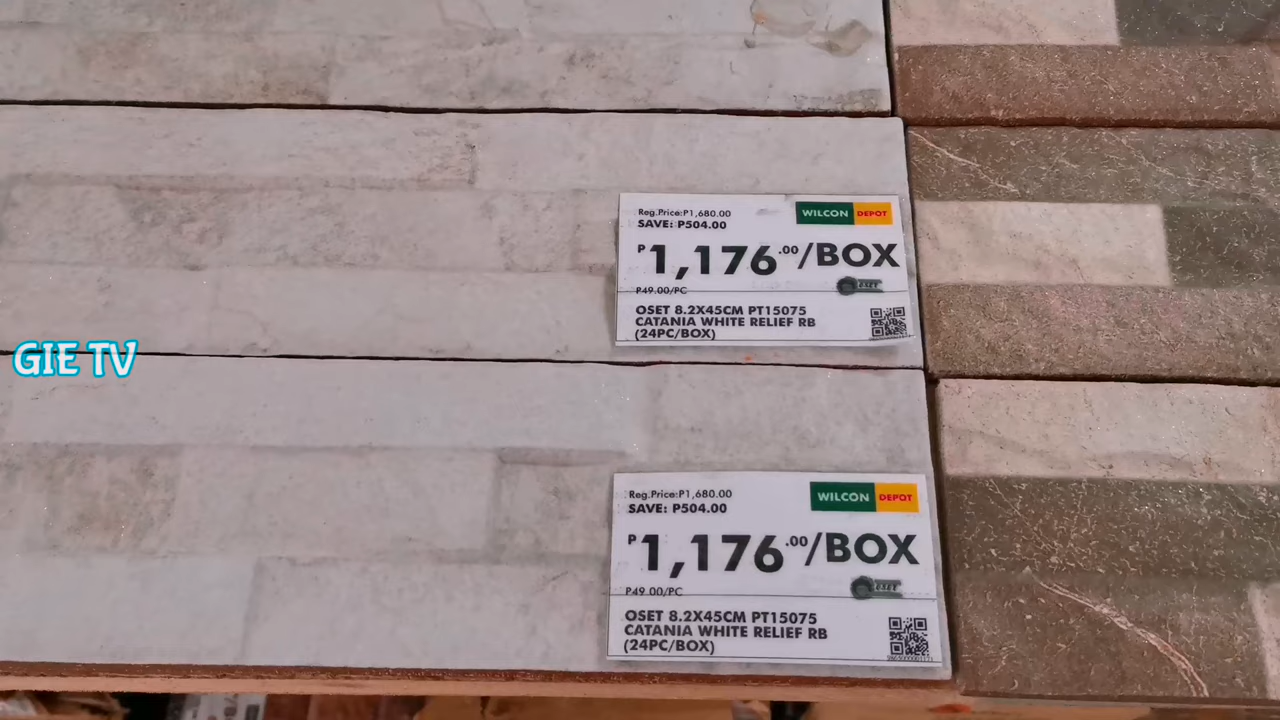 Reg.Price:P1,680.00
SAVE: P504.00
WILCON DEPOT
P1,176.00/BOX
P49.00/PC
OSET
OSET 8.2X45CM PT15075
CATANIA WHITE RELIEF RB
(24PC/BOX)
GIE TV
Reg.Price:P1,680.00
SAVE: P504.00
WILCON DEPOT
P1,176.00/BOX
P49.00/PC
OSET
OSET 8.2X45CM PT15075
CATANIA WHITE RELIEF RB
(24PC/BOX)